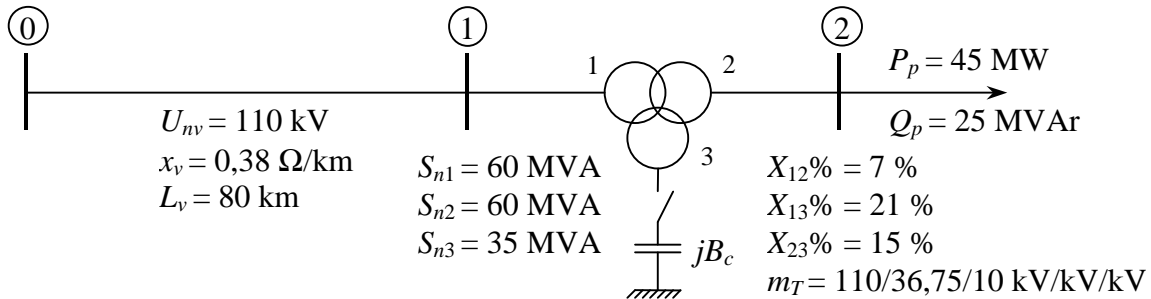 0
1
2
1
2
3
P_p = 45 MW
Q_p = 25 MVAr
U_nv = 110 kV
x_v = 0,38 Ω/km
L_v = 80 km
S_n1 = 60 MVA
S_n2 = 60 MVA
S_n3 = 35 MVA
jB_c
X_12% = 7 %
X_13% = 21 %
X_23% = 15 %
m_T = 110/36,75/10 kV/kV/kV